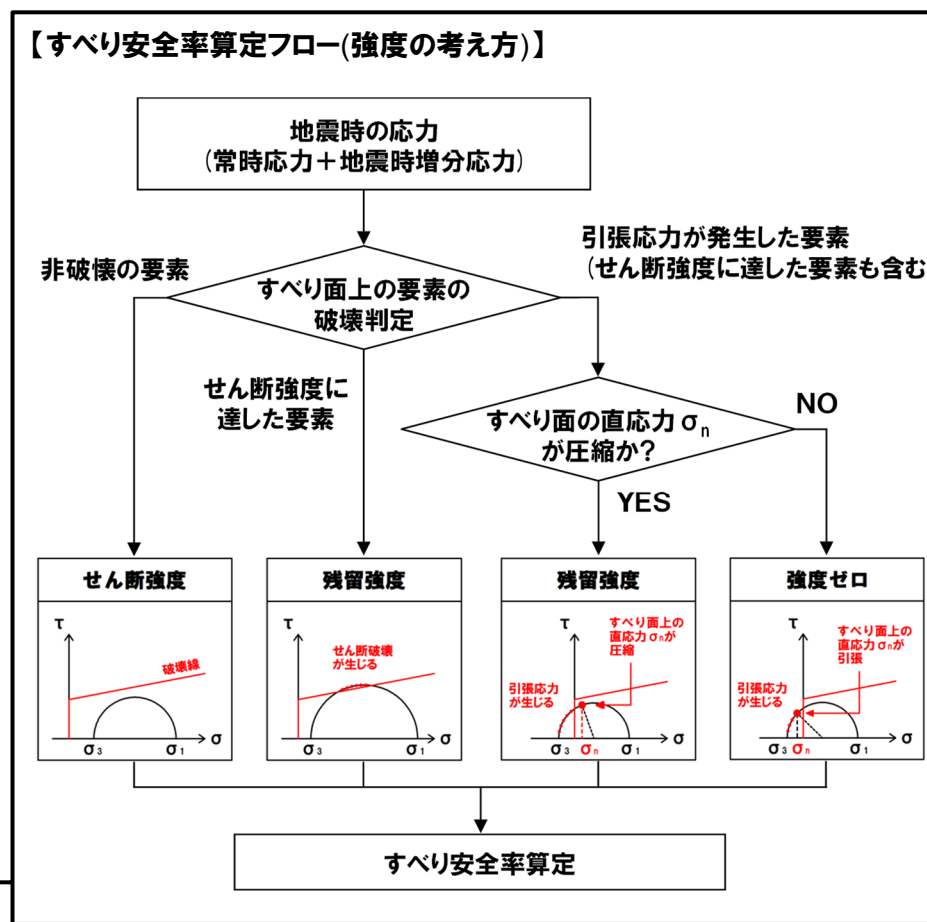 【すべり安全率算定フロー(強度の考え方)】
地震時の応力
(常時応力＋地震時増分応力)
すべり面上の要素の
破壊判定
非破壊の要素
せん断強度に
達した要素
引張応力が発生した要素
(せん断強度に達した要素も含む
すべり面の直応力σn
が圧縮か?
YES
NO
せん断強度
τ
破壊線
σ3
σ1
σ
残留強度
τ
せん断破壊
が生じる
σ3
σ1
σ
残留強度
τ
すべり面上の
直応力σnが
圧縮
引張応力が
生じる
σ3
σn
σ1
σ
強度ゼロ
τ
すべり面上の
直応力σnが
引張
引張応力が
生じる
σ3
σn
σ1
σ
すべり安全率算定